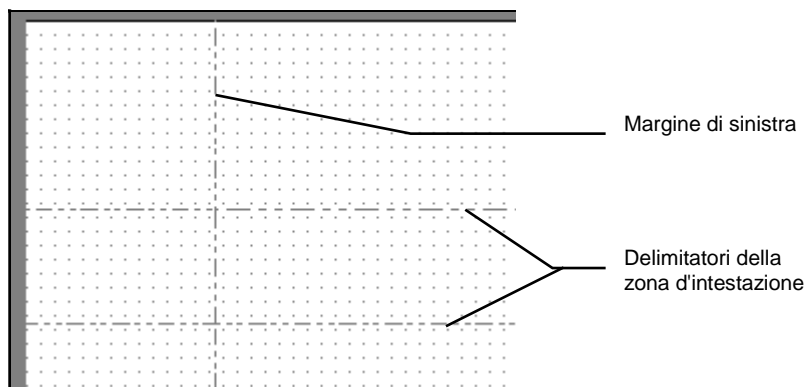 Margine di sinistra
Delimitatori della
zona d'intestazione